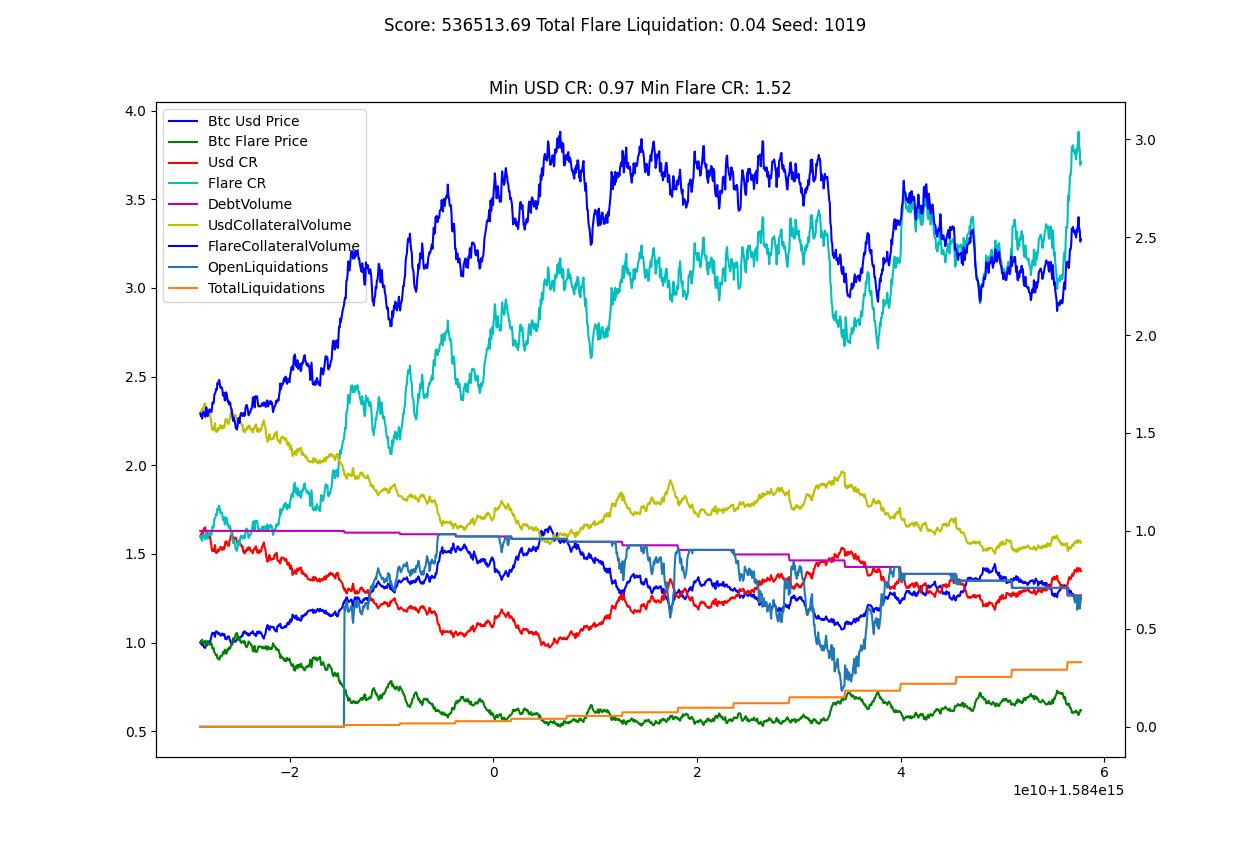 Score: 536513.69 Total Flare Liquidation: 0.04 Seed: 1019
Min USD CR: 0.97 Min Flare CR: 1.52
Btc Usd Price
Btc Flare Price
Usd CR
Flare CR
DebtVolume
UsdCollateralVolume
FlareCollateralVolume
OpenLiquidations
TotalLiquidations
4.0
3.5
3.0
2.5
2.0
1.5
1.0
0.5
3.0
2.5
2.0
1.5
1.0
0.5
0.0
−2
0
2
4
6
1e10+1.584e15